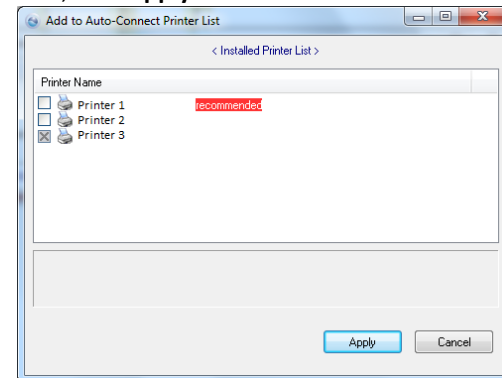 Add to Auto-Connect Printer List
< Installed Printer List >
Printer Name
Printer 1 recommended
Printer 2
Printer 3
Apply Cancel